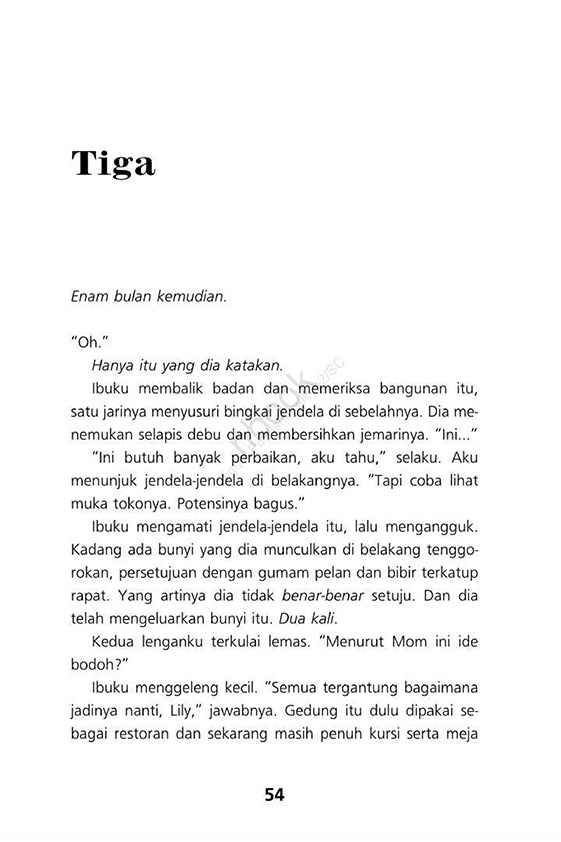 Tiga
Enam bulan kemudian.
“Oh.”
Hanya itu yang dia katakan.
Ibuku membalik badan dan memeriksa bangunan itu,
satu jarinya menyusuri bingkai jendela di sebelahnya. Dia me-
nemukan selapis debu dan membersihkan jemarinya. “Ini...”
“Ini butuh banyak perbaikan, aku tahu,” selaku. Aku
menunjuk jendela-jendela di belakangnya. “Tapi coba lihat
muka tokonya. Potensinya bagus.”
Ibuku mengamati jendela-jendela itu, lalu mengangguk.
Kadang ada bunyi yang dia munculkan di belakang tenggo-
rokan, persetujuan dengan gumam pelan dan bibir terkatup
rapat. Yang artinya dia tidak benar-benar setuju. Dan dia
telah mengeluarkan bunyi itu. Dua kali.
Kedua lenganku terkulai lemas. “Menurut Mom ini ide
bodoh?”
Ibuku menggeleng kecil. “Semua tergantung bagaimana
jadinya nanti, Lily,” jawabnya. Gedung itu dulu dipakai se-
bagai restoran dan sekarang masih penuh kursi serta meja
54